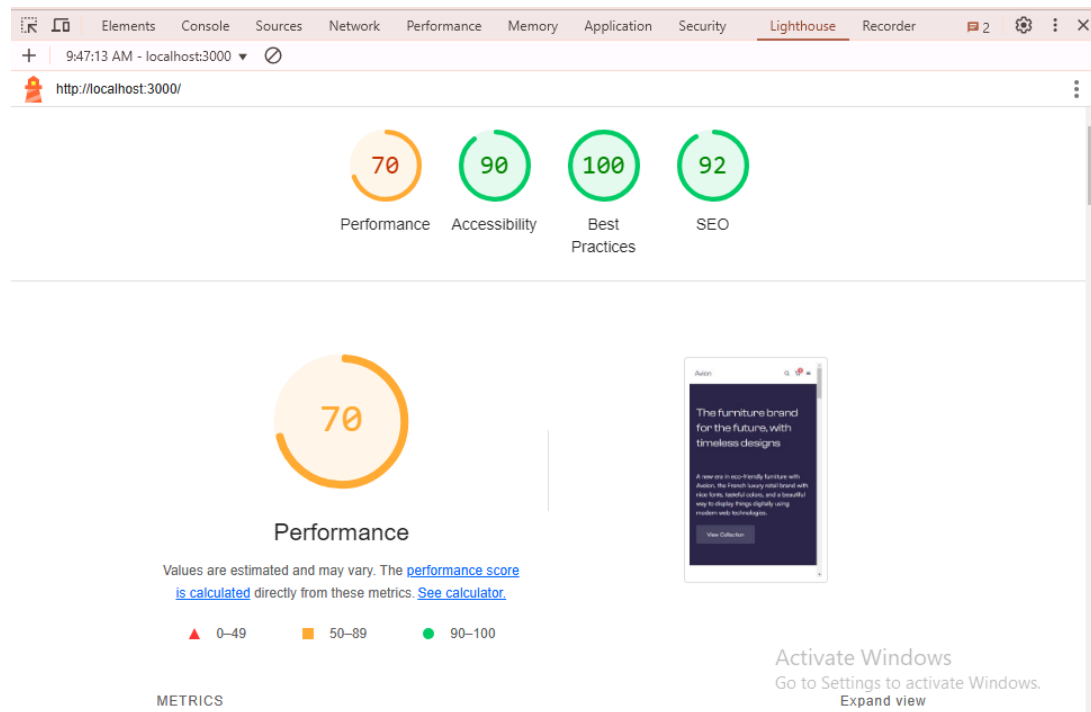 Elements Console Sources Network Performance Memory Application Security Lighthouse Recorder 2
9:47:13 AM - localhost:3000
http://localhost:3000/
70 90 100 92
Performance Accessibility Best Practices SEO
70
Performance
Values are estimated and may vary. The performance score
is calculated directly from these metrics. See calculator.
0–49 50–89 90–100
METRICS
Expand view
Avion
The furniture brand
for the future, with
timeless designs
A new era in eco-friendly furniture with
Avelon, the French luxury retail brand with
nice fonts, tasteful colors, and a beautiful
way to display things digitally using
modern web technologies.
View Collection
Activate Windows
Go to Settings to activate Windows.